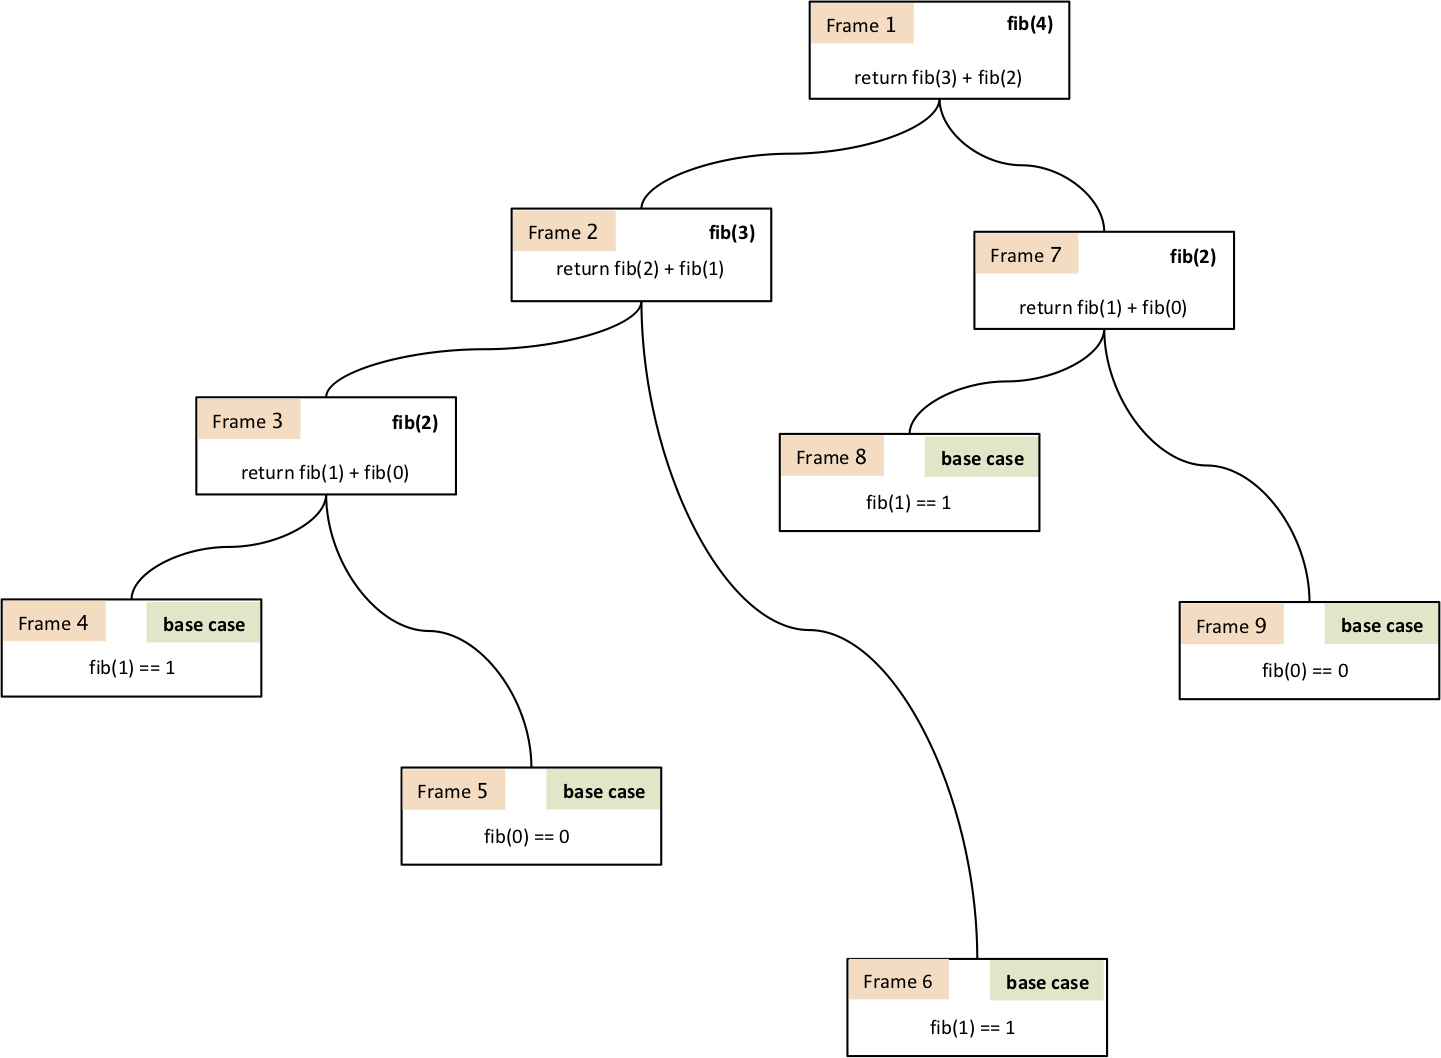 Frame 1 fib(4)
return fib(3) + fib(2)
Frame 2 fib(3)
return fib(2) + fib(1)
Frame 7 fib(2)
return fib(1) + fib(0)
Frame 3 fib(2)
return fib(1) + fib(0)
Frame 8 base case
fib(1) == 1
Frame 4 base case
fib(1) == 1
Frame 9 base case
fib(0) == 0
Frame 5 base case
fib(0) == 0
Frame 6 base case
fib(1) == 1